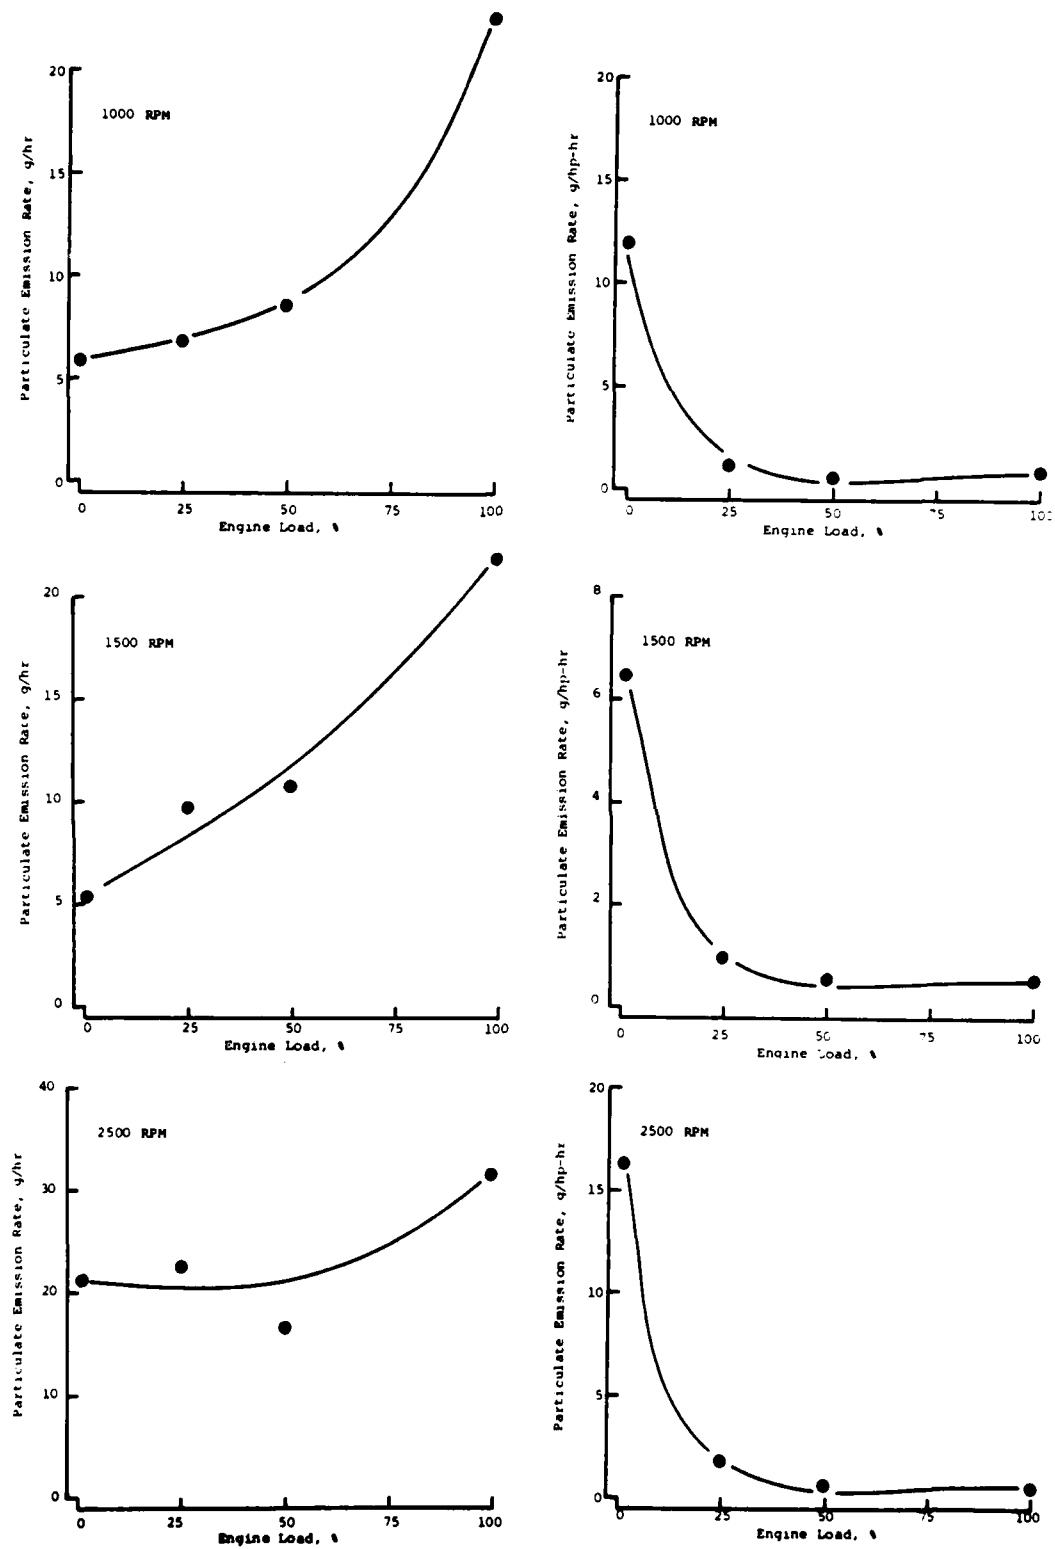 1000 RPM
Particulate Emission Rate, g/hr
20
15
10
5
0
0 25 50 75 100
Engine Load, %
1000 RPM
Particulate Emission Rate, g/hp-hr
20
15
10
5
0
0 25 50 75
Engine Load, %
1500 RPM
Particulate Emission Rate, g/hr
20
15
10
5
0
0 25 50 75 100
Engine Load, %
1500 RPM
Particulate Emission Rate, g/hp-hr
8
6
4
2
0
0 25 50 75 100
Engine Load, %
2500 RPM
Particulate Emission Rate, g/hr
40
30
20
10
0
0 25 50 75 100
Engine Load, %
2500 RPM
Particulate Emission Rate, g/hp-hr
20
15
10
5
0
0 25 50 75 100
Engine Load, %